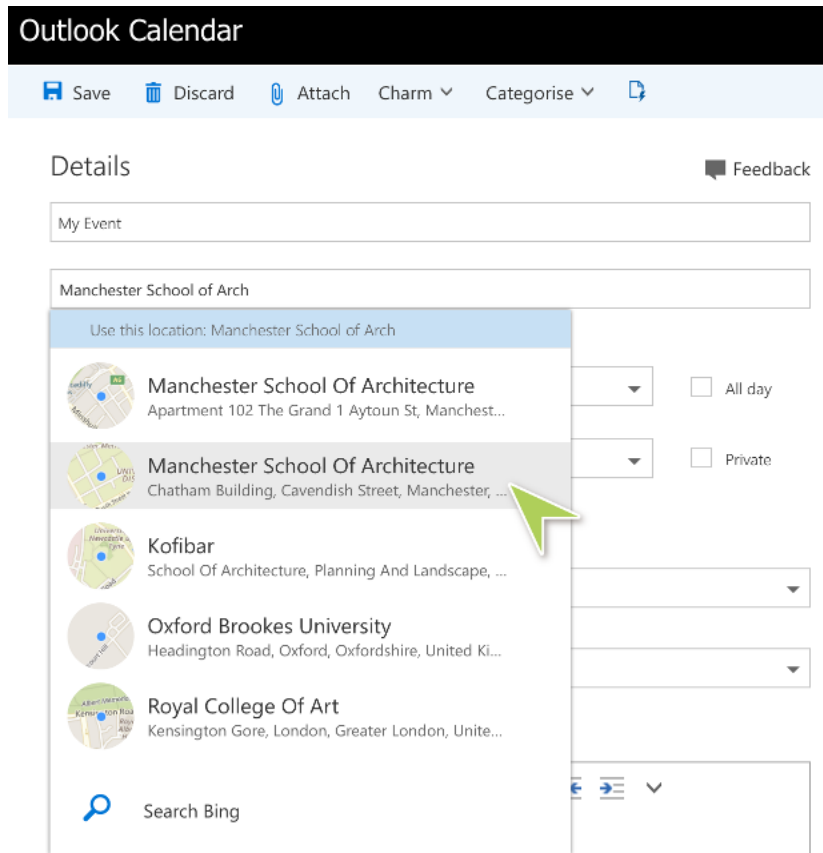 Outlook Calendar
Save Discard Attach Charm Categorise
Details
Feedback
My Event
Manchester School of Arch
Use this location: Manchester School of Arch
Manchester School Of Architecture
Apartment 102 The Grand 1 Aytoun St, Manchest...
All day
Manchester School Of Architecture
Chatham Building, Cavendish Street, Manchester, ...
Private
Kofibar
School Of Architecture, Planning And Landscape, ...
Oxford Brookes University
Headington Road, Oxford, Oxfordshire, United Ki...
Royal College Of Art
Kensington Gore, London, Greater London, Unite...
Search Bing